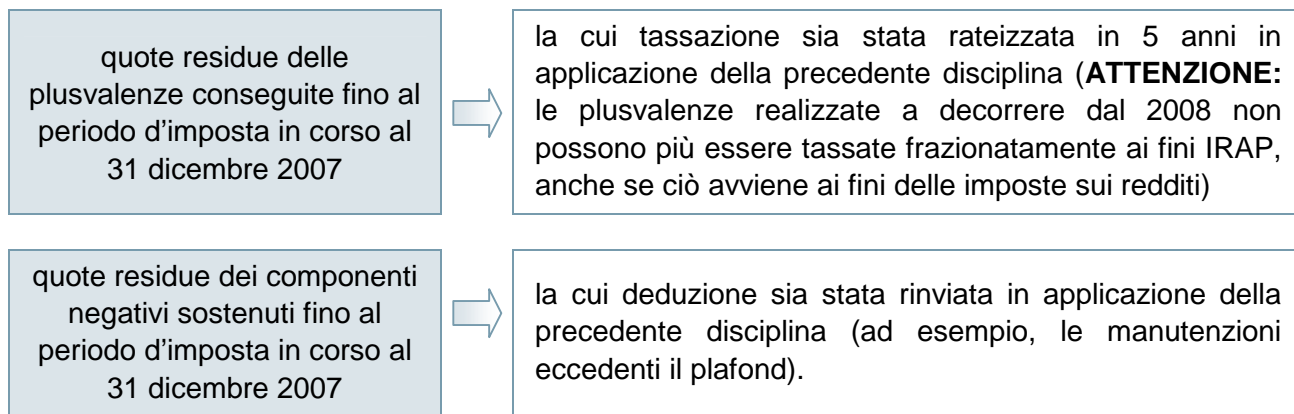 quote residue delle
plusvalenze conseguite fino al
periodo d’imposta in corso al
31 dicembre 2007
la cui tassazione sia stata rateizzata in 5 anni in
applicazione della precedente disciplina (ATTENZIONE:
le plusvalenze realizzate a decorrere dal 2008 non
possono più essere tassate frazionatamente ai fini IRAP,
anche se ciò avviene ai fini delle imposte sui redditi)
quote residue dei componenti
negativi sostenuti fino al
periodo d’imposta in corso al
31 dicembre 2007
la cui deduzione sia stata rinviata in applicazione della
precedente disciplina (ad esempio, le manutenzioni
eccedenti il plafond).